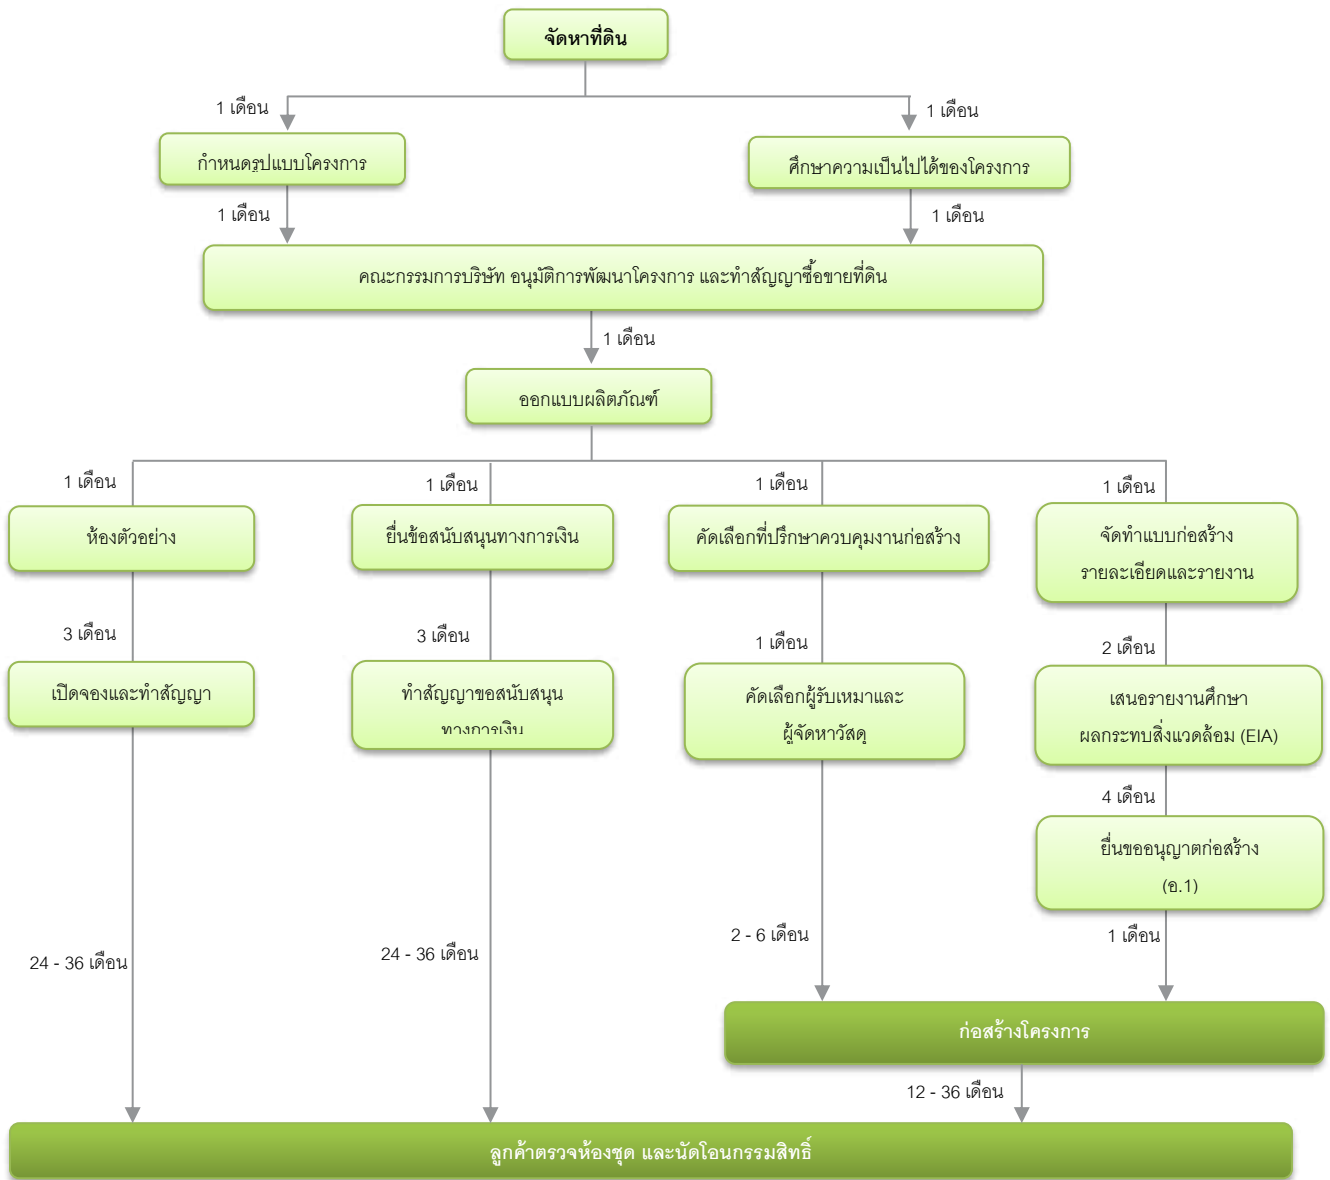 จัดหาที่ดิน
1 เดือน
1 เดือน
กำหนดรูปแบบโครงการ
ศึกษาความเป็นไปได้ของโครงการ
1 เดือน
1 เดือน
คณะกรรมการบริษัท อนุมัติการพัฒนาโครงการ และทำสัญญาซื้อขายที่ดิน
1 เดือน
ออกแบบผลิตภัณฑ์
1 เดือน
1 เดือน
1 เดือน
1 เดือน
ห้องตัวอย่าง
ยื่นข้อสนับสนุนทางการเงิน
คัดเลือกที่ปรึกษาควบคุมงานก่อสร้าง
จัดทำแบบก่อสร้าง
รายละเอียดและรายงาน
3 เดือน
3 เดือน
1 เดือน
2 เดือน
เปิดจองและทำสัญญา
ทำสัญญาขอสนับสนุน
ทางการเงิน
คัดเลือกผู้รับเหมาและ
ผู้จัดหาวัสดุ
เสนอรายงานศึกษา
ผลกระทบสิ่งแวดล้อม (EIA)
4 เดือน
ยื่นขออนุญาตก่อสร้าง
(อ.1)
24 - 36 เดือน
24 - 36 เดือน
2 - 6 เดือน
1 เดือน
ก่อสร้างโครงการ
12 - 36 เดือน
ลูกค้าตรวจห้องชุด และนัดโอนกรรมสิทธิ์